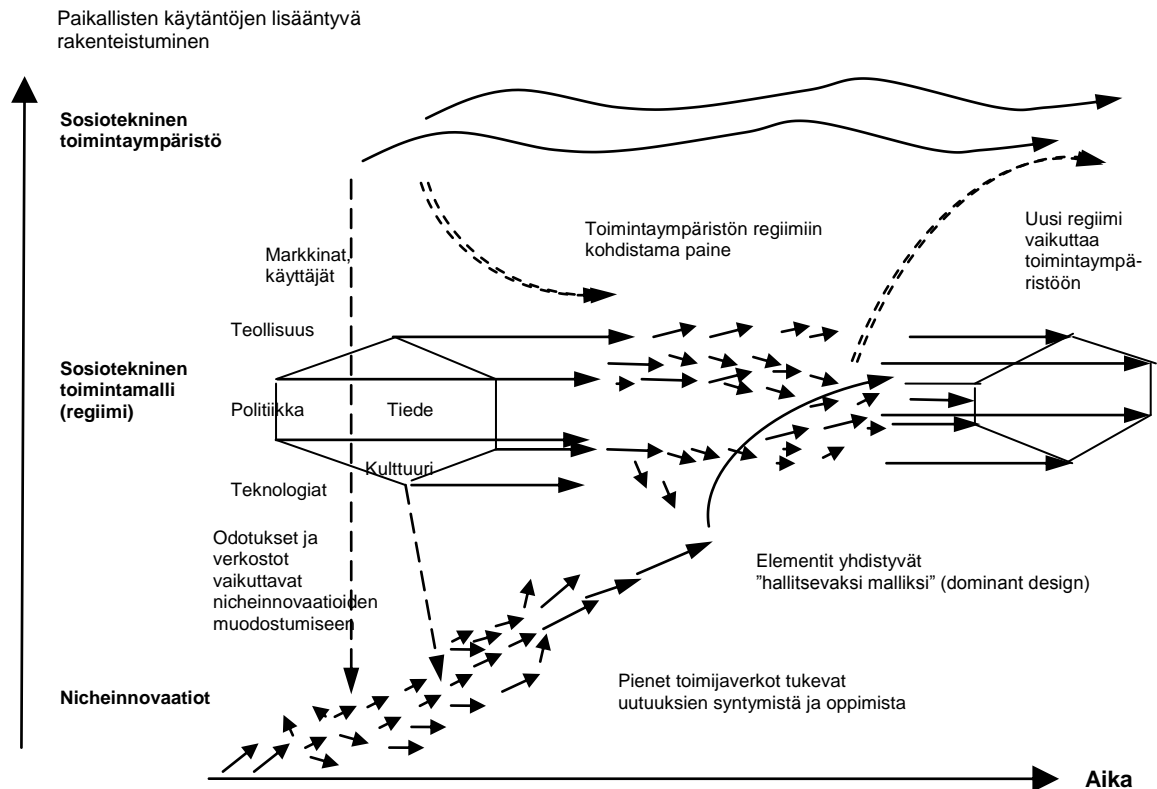 Paikallisten käytäntöjen lisääntyvä
rakenteistuminen
Sosiotekninen
toimintaympäristö
Markkinat,
käyttäjät
Toimintaympäristön regiimiin
kohdistama paine
Uusi regiimi
vaikuttaa
toimintaympä-
ristöön
Teollisuus
Sosiotekninen
toimintamalli
(regiimi)
Politiikka
Tiede
Kulttuuri
Teknologiat
Odotukset ja
verkostot
vaikuttavat
nicheinnovaatioiden
muodostumiseen
Elementit yhdistyvät
”hallitsevaksi malliksi” (dominant design)
Nicheinnovaatiot
Pienet toimijaverkot tukevat
uutuuksien syntymistä ja oppimista
Aika